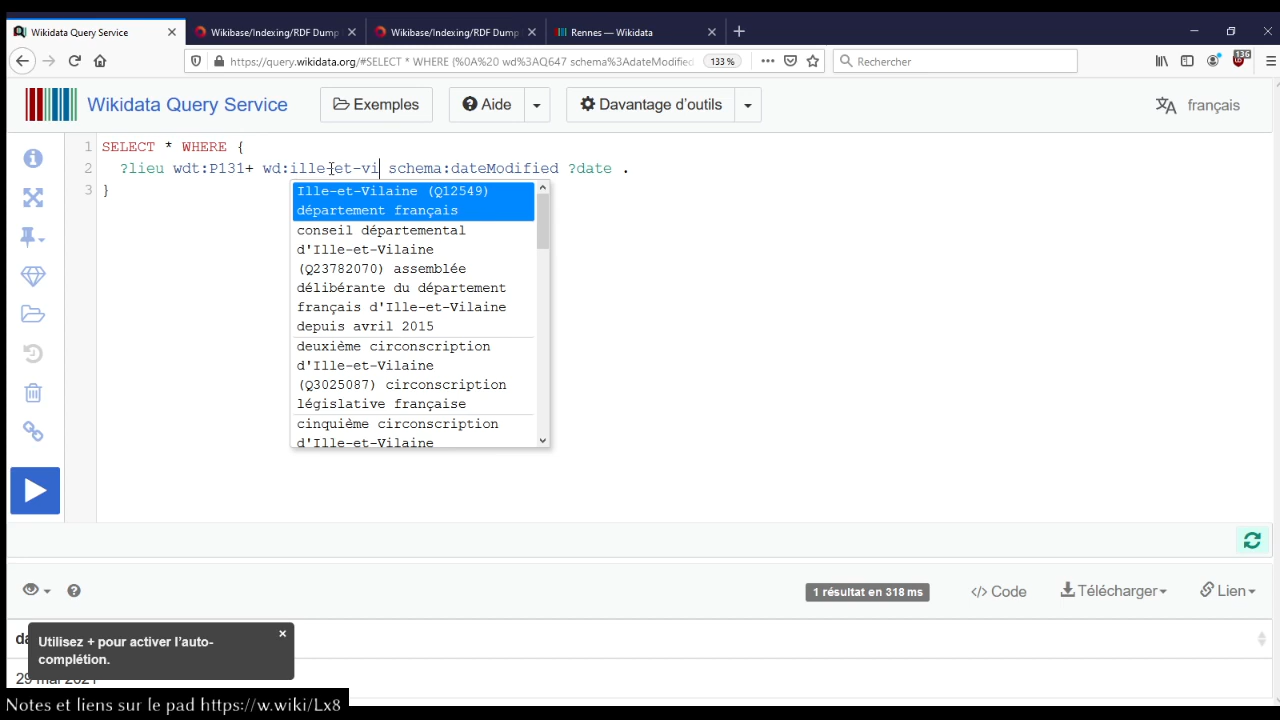 Wikidata Query Service
Wikibase/Indexing/RDF Dump
Wikibase/Indexing/RDF Dump
Rennes — Wikidata
https://query.wikidata.org/#SELECT * WHERE {%0A%20 wd%3AQ647 schema%3AdateModified
133 %
Rechercher
136
Wikidata Query Service
Exemples
Aide
Davantage d'outils
français
1 SELECT * WHERE {
2 ?lieu wdt:P131+ wd:ille-et-vi schema:dateModified ?date .
3 }
Ille-et-Vilaine (Q12549)
département français
conseil départemental
d'Ille-et-Vilaine
(Q23782070) assemblée
délibérante du département
français d'Ille-et-Vilaine
depuis avril 2015
deuxième circonscription
d'Ille-et-Vilaine
(Q3025087) circonscription
législative française
cinquième circonscription
d'Ille-et-Vilaine
1 résultat en 318 ms
</> Code
Télécharger
Lien
Utilisez + pour activer l'auto-
complétion.
29 mai 2021
Notes et liens sur le pad https://w.wiki/Lx8